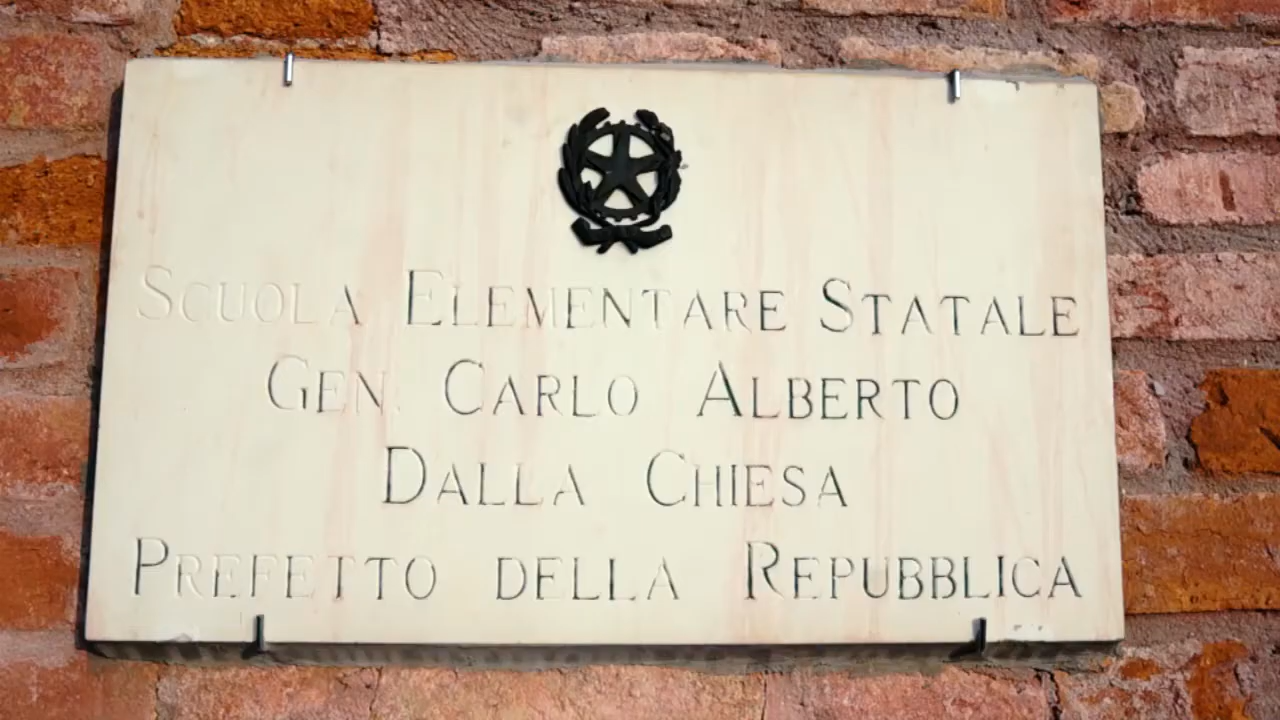 Scuola Elementare Statale
Gen. Carlo Alberto
Dalla Chiesa
Prefetto della Repubblica